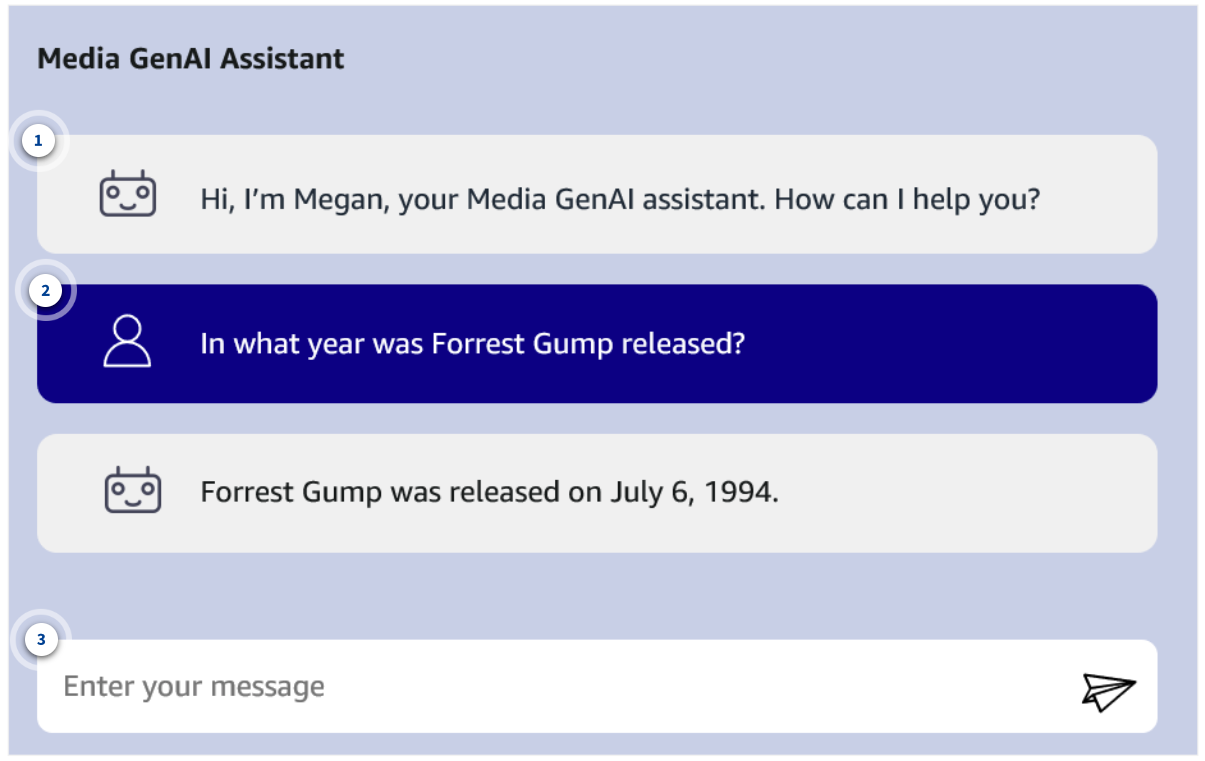 Media GenAI Assistant
1
Hi, I’m Megan, your Media GenAI assistant. How can I help you?
2
In what year was Forrest Gump released?
Forrest Gump was released on July 6, 1994.
3
Enter your message